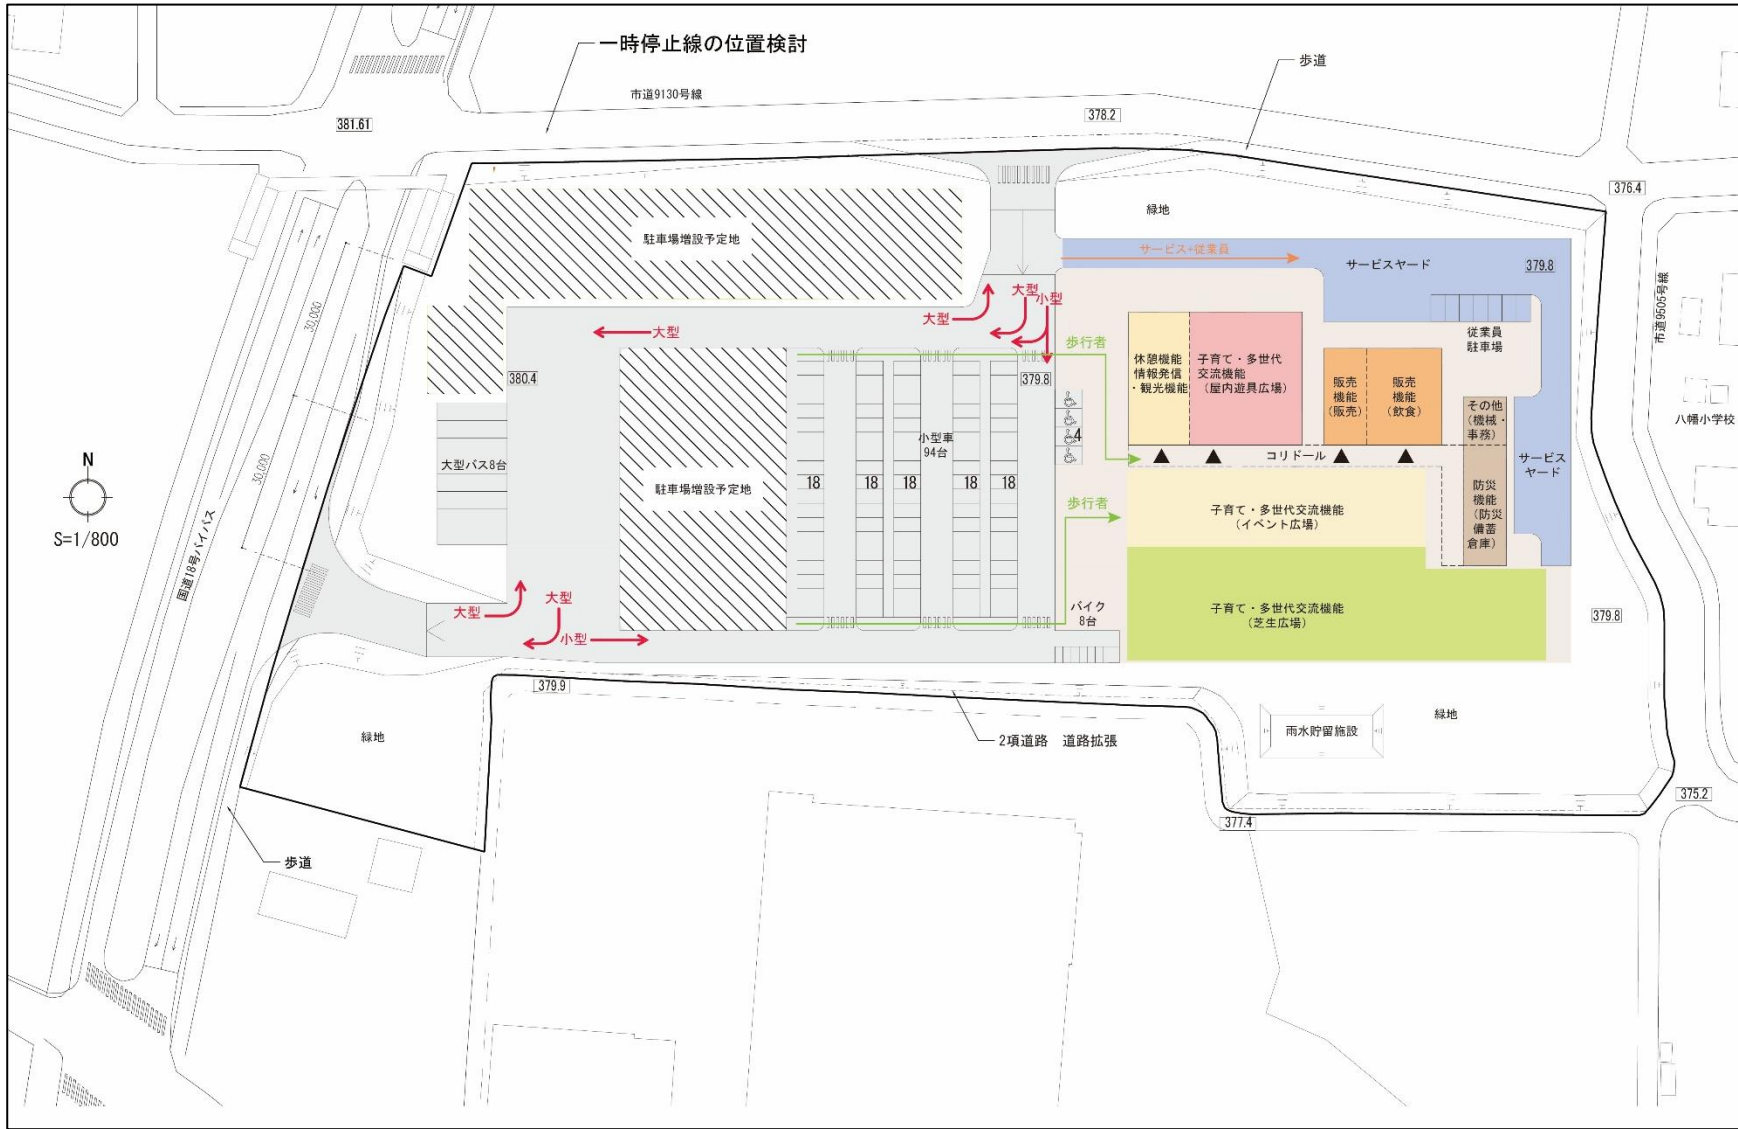 一時停止線の位置検討
歩道
市道9130号線
378.2
381.61
376.4
緑地
駐車場増設予定地
サービス+従業員
サービスヤード
379.8
大型
小型
大型
大型
従業員
駐車場
市道9505号線
30,000
歩行者
休憩機能
情報発信
・観光機能
子育て・多世代
交流機能
(屋内遊具広場)
販売
機能
(販売)
販売
機能
(飲食)
380.4
379.8
その他
(機械・
事務)
八幡小学校
小型車
94台
4
大型バス8台
コリドール
サービス
ヤード
N
S=1/800
30,000
駐車場増設予定地
18
18
18
18
18
歩行者
防災
機能
(防災
備蓄
倉庫)
子育て・多世代交流機能
(イベント広場)
国道18号バイパス
大型
大型
小型
バイク
8台
子育て・多世代交流機能
(芝生広場)
379.8
379.9
緑地
2項道路 道路拡張
雨水貯留施設
緑地
375.2
377.4
歩道